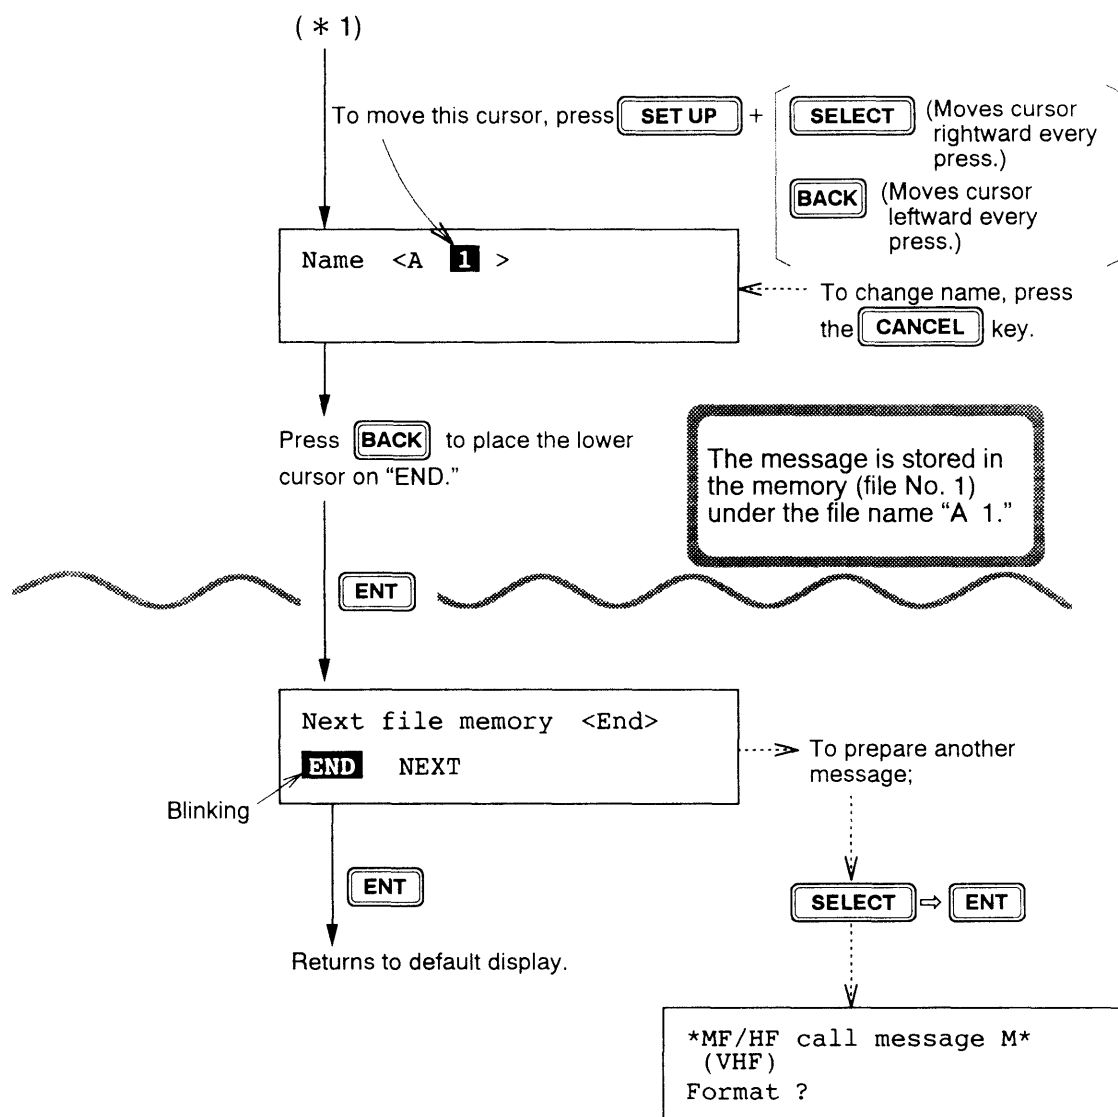 ( * 1)
To move this cursor, press SET UP + SELECT (Moves cursor
rightward every
press.)
BACK (Moves cursor
leftward every
press.)
Name <A 1 >
To change name, press
the CANCEL key.
Press BACK to place the lower
cursor on “END.”
The message is stored in
the memory (file No. 1)
under the file name “A 1.”
ENT
Next file memory <End>
END NEXT
Blinking
To prepare another
message;
ENT
SELECT ⇨ ENT
Returns to default display.
*MF/HF call message M*
(VHF)
Format ?